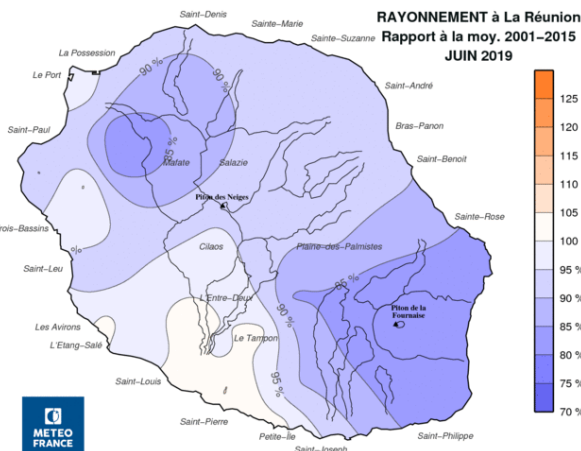 RAYONNEMENT à La Réunion
Rapport à la moy. 2001-2015
JUIN 2019
Saint-Denis
Sainte-Marie
Sainte-Suzanne
La Possession
90 %
90 %
Le Port
Saint-André
125
120
Bras-Panon
Saint-Paul
85 %
Mafate
Salazie
Saint-Benoit
115
110
Piton des Neiges
105
Sainte-Rose
rois-Bassins
%
Cilaos
Plaine-des-Palmistes
100
95 %
Saint-Leu
85 %
90 %
L'Entre-Deux
90 %
Piton de la
Fournaise
85 %
Les Avirons
Le Tampon
80 %
L'Etang-Salé
75 %
Saint-Louis
95 %
70 %
METEO
FRANCE
Saint-Pierre
Petite-Ile
Saint-Philippe
Saint-Joseph